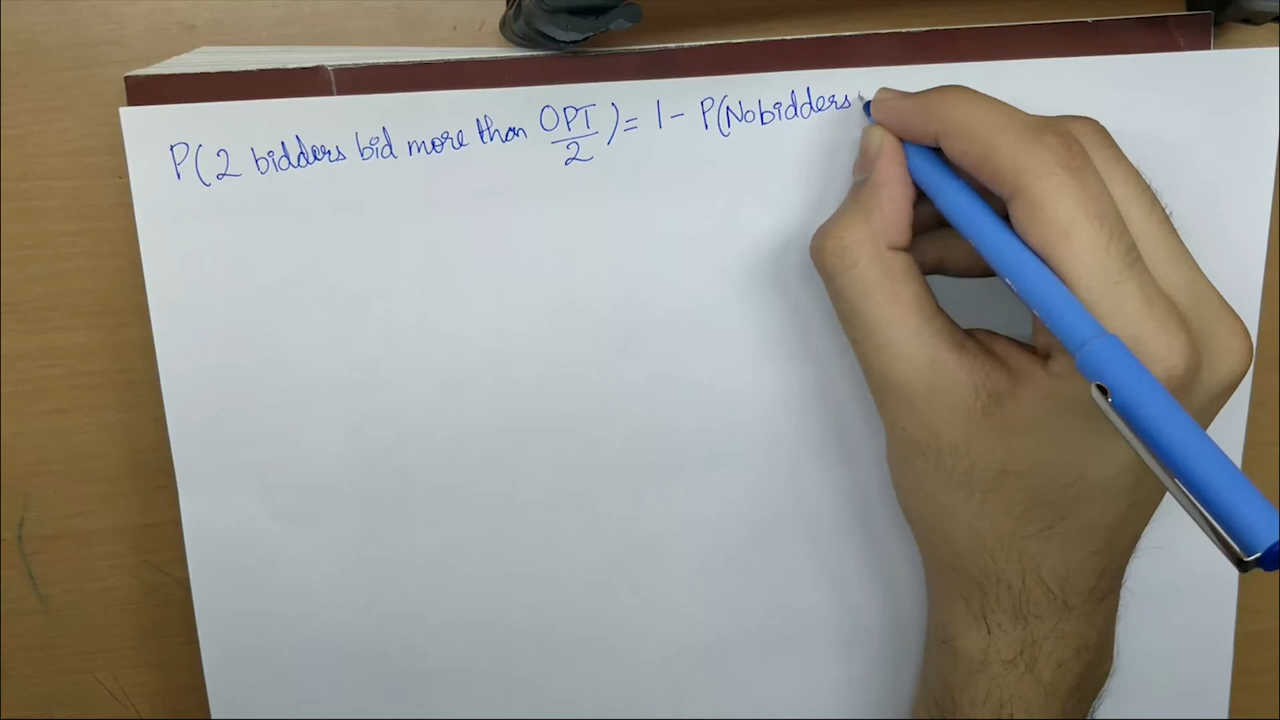 P(2 bidders bid more than OPT/2) = 1 - P(No bidders